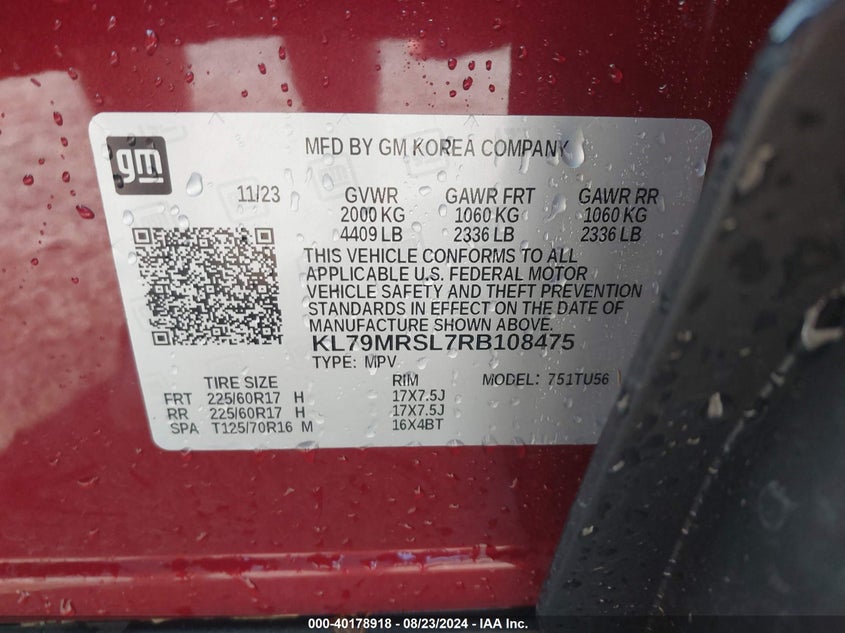 gm
MFD BY GM KOREA COMPANY
11/23 GVWR GAWR FRT GAWR RR
2000 KG 1060 KG 1060 KG
4409 LB 2336 LB 2336 LB
THIS VEHICLE CONFORMS TO ALL
APPLICABLE U.S. FEDERAL MOTOR
VEHICLE SAFETY AND THEFT PREVENTION
STANDARDS IN EFFECT ON THE DATE OF
MANUFACTURE SHOWN ABOVE.
KL79MRSL7RB108475
TYPE: MPV MODEL: 751TU56
TIRE SIZE RIM
FRT 225/60R17 H 17X7.5J
RR 225/60R17 H 17X7.5J
SPA T125/70R16 M 16X4BT
000-40178918 - 08/23/2024 - IAA Inc.